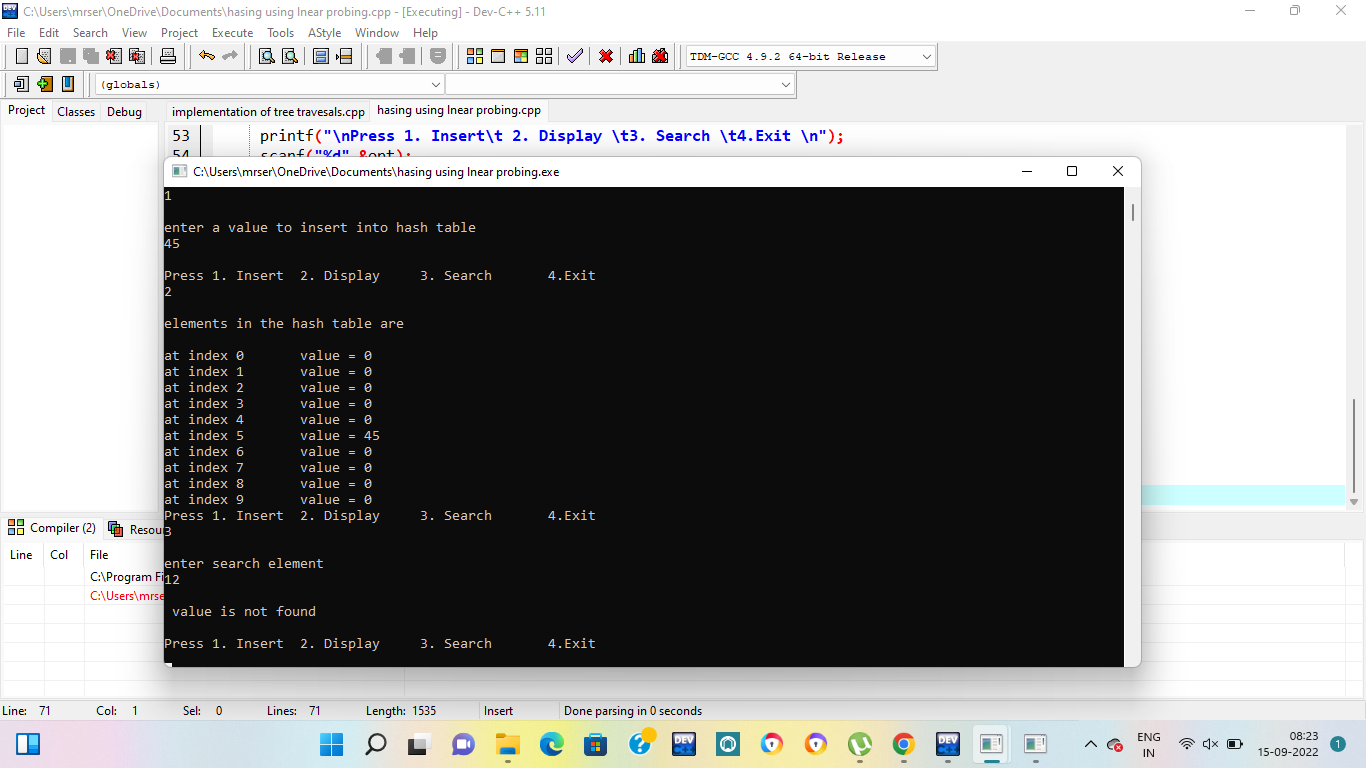 C:\Users\mrser\OneDrive\Documents\hasing using lnear probing.cpp - [Executing] - Dev-C++ 5.11
File Edit Search View Project Execute Tools AStyle Window Help
TDM-GCC 4.9.2 64-bit Release
(globals)
Project Classes Debug
implementation of tree travesals.cpp hasing using lnear probing.cpp
53 printf("\nPress 1. Insert\t 2. Display \t3. Search \t4.Exit \n");
54 scanf("%d",&opt);
C:\Users\mrser\OneDrive\Documents\hasing using lnear probing.exe
1
enter a value to insert into hash table
45
Press 1. Insert 2. Display 3. Search 4.Exit
2
elements in the hash table are
at index 0 value = 0
at index 1 value = 0
at index 2 value = 0
at index 3 value = 0
at index 4 value = 0
at index 5 value = 45
at index 6 value = 0
at index 7 value = 0
at index 8 value = 0
at index 9 value = 0
Press 1. Insert 2. Display 3. Search 4.Exit
3
enter search element
12
value is not found
Press 1. Insert 2. Display 3. Search 4.Exit
Compiler (2) Resou
Line Col File
C:\Program Fi
C:\Users\mrse
Line: 71 Col: 1 Sel: 0 Lines: 71 Length: 1535 Insert Done parsing in 0 seconds
DEV
DEV
ENG
IN
08:23
15-09-2022
1